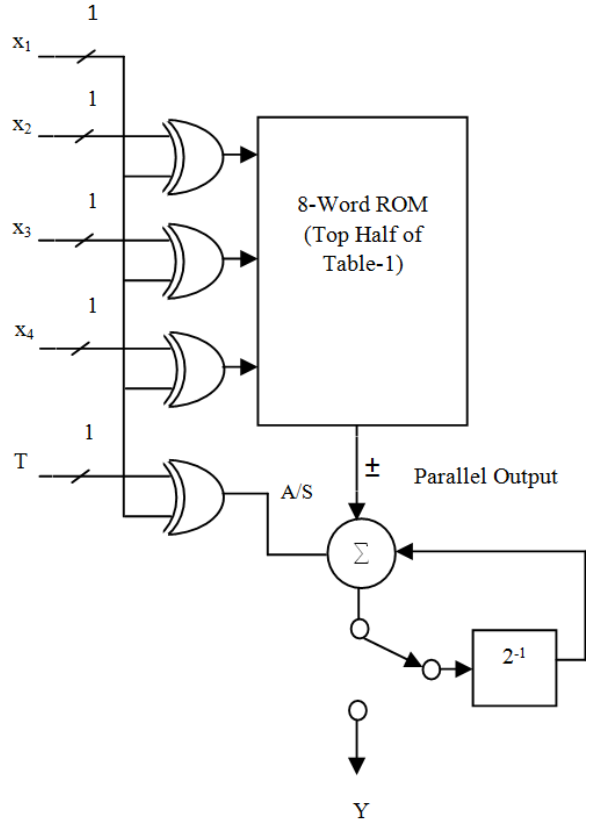 1
x1
1
x2
1
x3
1
x4
1
T
8-Word ROM
(Top Half of
Table-1)
±
Parallel Output
A/S
Σ
2-1
Y